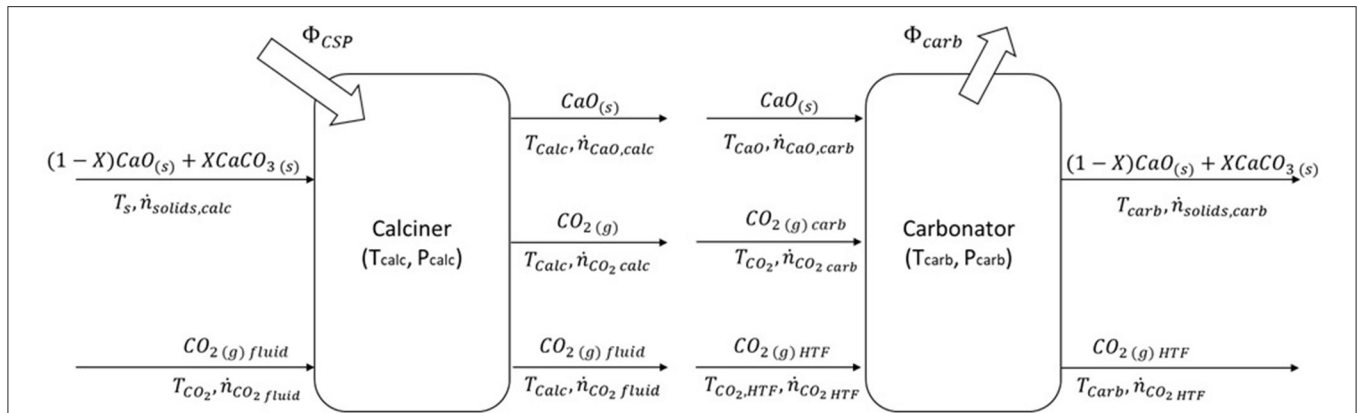 Φ_CSP
Φ_carb
CaO_(s)
T_Calc, ṅ_CaO,calc
CaO_(s)
T_CaO, ṅ_CaO,carb
(1 − X)CaO_(s) + XCaCO_3 (s)
T_s, ṅ_solids,calc
(1 − X)CaO_(s) + XCaCO_3 (s)
T_carb, ṅ_solids,carb
Calciner
(T_calc, P_calc)
CO_2 (g)
T_Calc, ṅ_CO_2 calc
CO_2 (g) carb
T_CO_2, ṅ_CO_2 carb
Carbonator
(T_carb, P_carb)
CO_2 (g) fluid
T_CO_2, ṅ_CO_2 fluid
CO_2 (g) fluid
T_Calc, ṅ_CO_2 fluid
CO_2 (g) HTF
T_CO_2,HTF, ṅ_CO_2 HTF
CO_2 (g) HTF
T_Carb, ṅ_CO_2 HTF